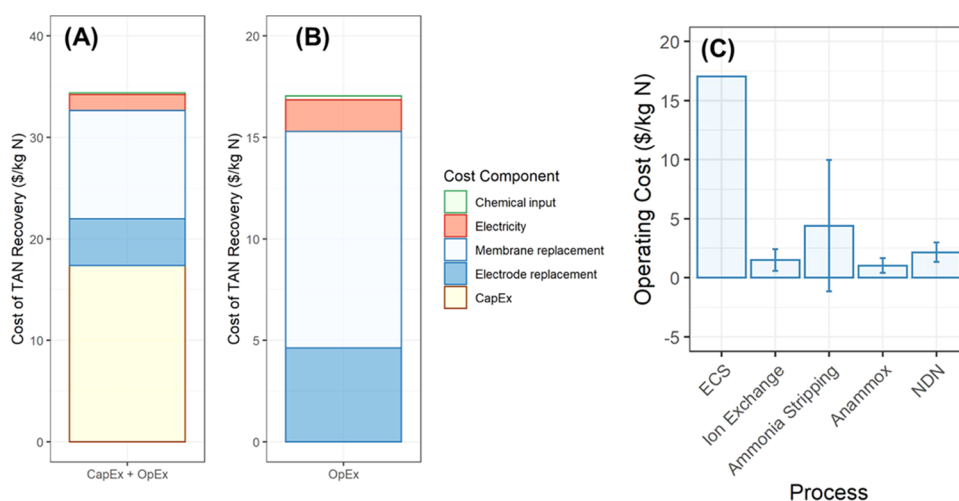 (A)
Cost of TAN Recovery ($/kg N)
40
30
20
10
0
CapEx + OpEx
(B)
Cost of TAN Recovery ($/kg N)
20
15
10
5
0
OpEx
Cost Component
Chemical input
Electricity
Membrane replacement
Electrode replacement
CapEx
(C)
Operating Cost ($/kg N)
20
15
10
5
0
-5
ECS
Ion Exchange
Ammonia Stripping
Anammox
NDN
Process